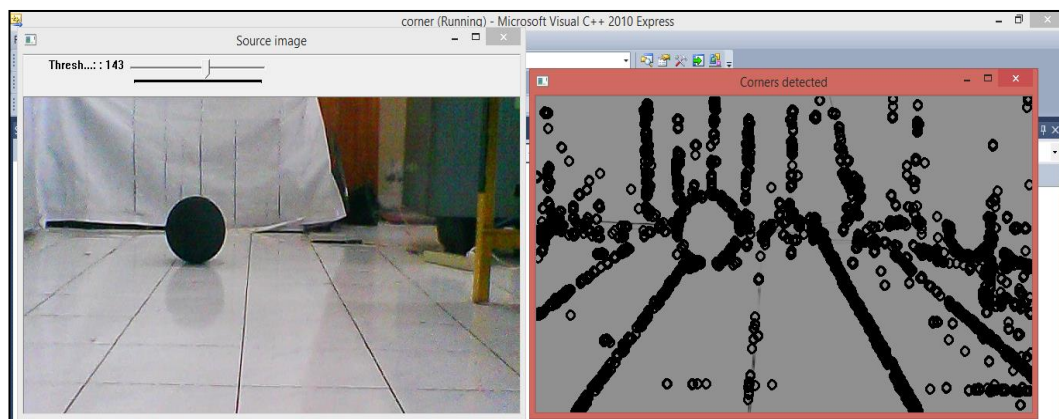 corner (Running) - Microsoft Visual C++ 2010 Express
Source image
Thresh...: : 143
Corners detected